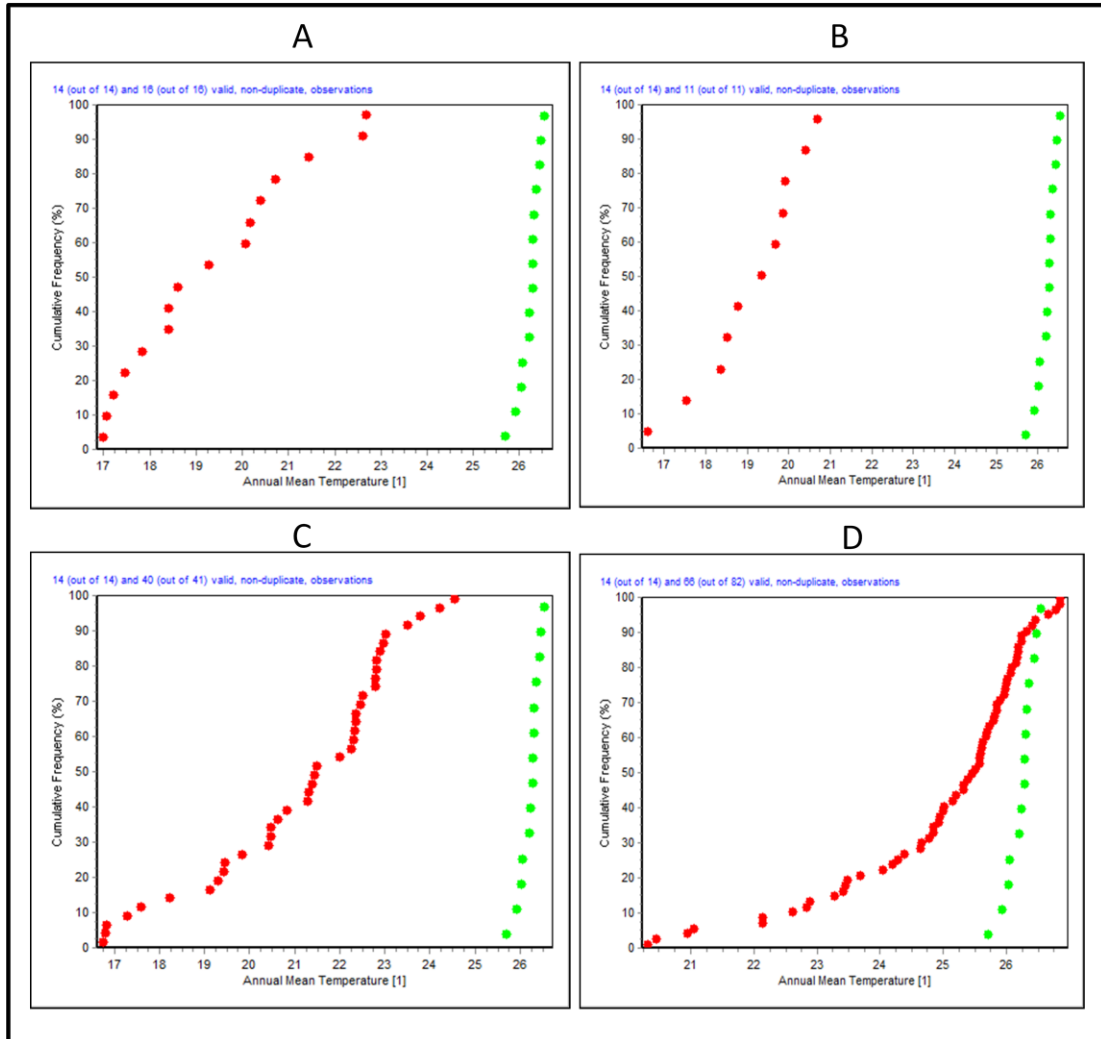 A
14 (out of 14) and 16 (out of 16) valid, non-duplicate, observations
Cumulative Frequency (%)
100
90
80
70
60
50
40
30
20
10
0
17 18 19 20 21 22 23 24 25 26
Annual Mean Temperature [1]
B
14 (out of 14) and 11 (out of 11) valid, non-duplicate, observations
Cumulative Frequency (%)
100
90
80
70
60
50
40
30
20
10
0
17 18 19 20 21 22 23 24 25 26
Annual Mean Temperature [1]
C
14 (out of 14) and 40 (out of 41) valid, non-duplicate, observations
Cumulative Frequency (%)
100
90
80
70
60
50
40
30
20
10
0
17 18 19 20 21 22 23 24 25 26
Annual Mean Temperature [1]
D
14 (out of 14) and 66 (out of 82) valid, non-duplicate, observations
Cumulative Frequency (%)
100
90
80
70
60
50
40
30
20
10
0
21 22 23 24 25 26
Annual Mean Temperature [1]